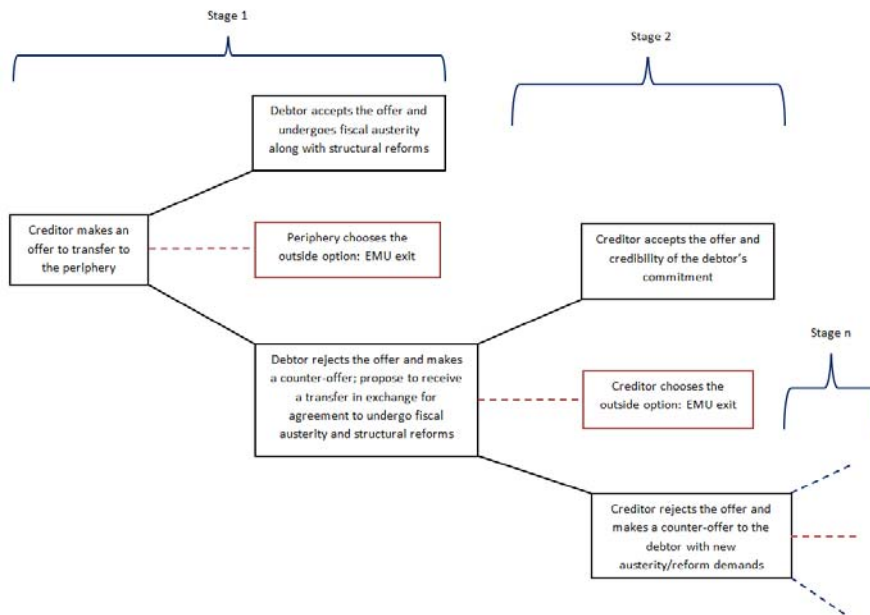 Stage 1
Stage 2
Debtor accepts the offer and
undergoes fiscal austerity
along with structural reforms
Creditor makes an
offer to transfer to
the periphery
Periphery chooses the
outside option: EMU exit
Creditor accepts the offer and
credibility of the debtor's
commitment
Stage n
Debtor rejects the offer and makes
a counter-offer; propose to receive
a transfer in exchange for
agreement to undergo fiscal
austerity and structural reforms
Creditor chooses the
outside option: EMU exit
Creditor rejects the offer and
makes a counter-offer to the
debtor with new
austerity/reform demands